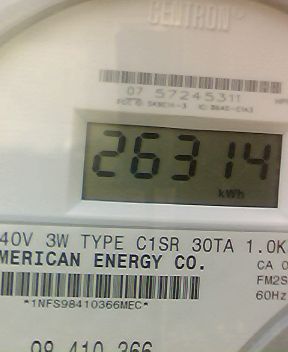 CENTRON
07 57245311
26314
kWh
40V 3W TYPE C1SR 30TA 1.0K
MERICAN ENERGY CO.
CA 0
FM2S
*1NFS98410366MEC*
60Hz
98 410 366